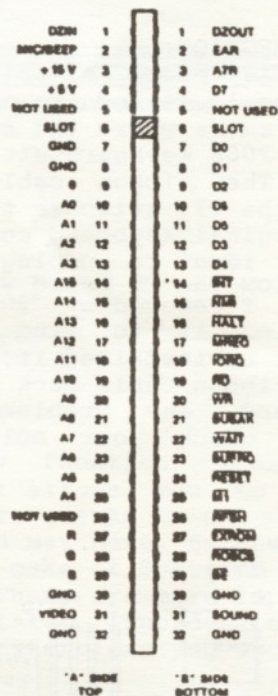 DZIN 1 1 DZOUT
MIC/BEEP 2 2 EAR
+ 15 V 3 3 A7R
+ 5 V 4 4 D7
NOT USED 5 5 NOT USED
SLOT 6 6 SLOT
GND 7 7 D0
GND 8 8 D1
9 9 D2
A0 10 10 D6
A1 11 11 D5
A2 12 12 D3
A3 13 13 D4
A15 14 14 INT
A14 15 15
A13 16 16 HALT
A12 17 17 MREQ
A11 18 18 IORQ
A10 19 19 RD
20 20 WR
21 21 BUSAK
A7 22 22 WAIT
A6 23 23 BUSRQ
A5 24 24 RESET
A4 25 25 M1
NOT USED 26 26 RFSH
R 27 27 EXROM
28 28 ROSCS
29 29 BE
GND 30 30 GND
VIDEO 31 31 SOUND
GND 32 32 GND
"A" SIDE "B" SIDE
TOP BOTTOM